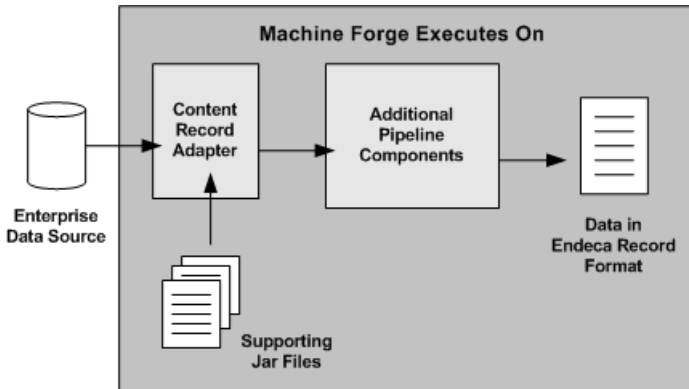 Machine Forge Executes On
Content
Record
Adapter
Additional
Pipeline
Components
Enterprise
Data Source
Data in
Endeca Record
Format
Supporting
Jar Files